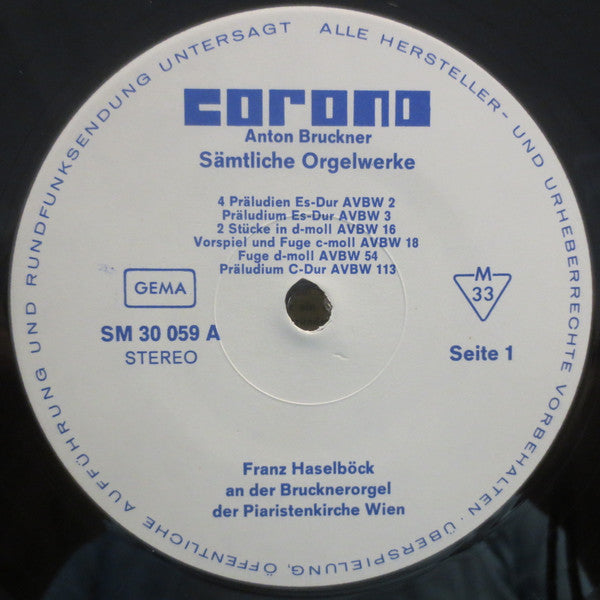 ALLE HERSTELLER- UND URHEBERRECHTE VORBEHALTEN · ÜBERSPIELUNG, ÖFFENTLICHE AUFFÜHRUNG UND RUNDFUNKSENDUNG UNTERSAGT
corona
Anton Bruckner
Sämtliche Orgelwerke
4 Präludien Es-Dur AVBW 2
Präludium Es-Dur AVBW 3
2 Stücke in d-moll AVBW 16
Vorspiel und Fuge c-moll AVBW 18
Fuge d-moll AVBW 54
Präludium C-Dur AVBW 113
GEMA
M
33
SM 30 059 A
STEREO
Seite 1
Franz Haselböck
an der Brucknerorgel
der Piaristenkirche Wien